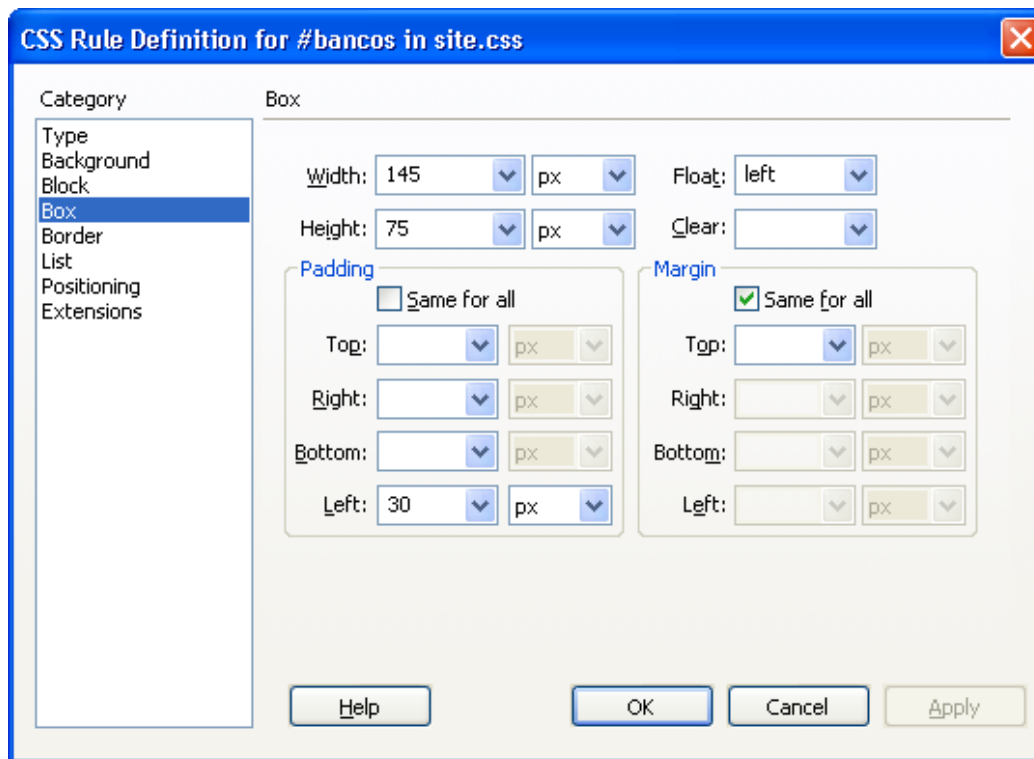 CSS Rule Definition for #bancos in site.css
Category
Box
Type
Background
Block
Box
Border
List
Positioning
Extensions
Width: 145 px Float: left
Height: 75 px Clear:
Padding Margin
Same for all Same for all
Top: px Top: px
Right: px Right: px
Bottom: px Bottom: px
Left: 30 px Left: px
Help OK Cancel Apply